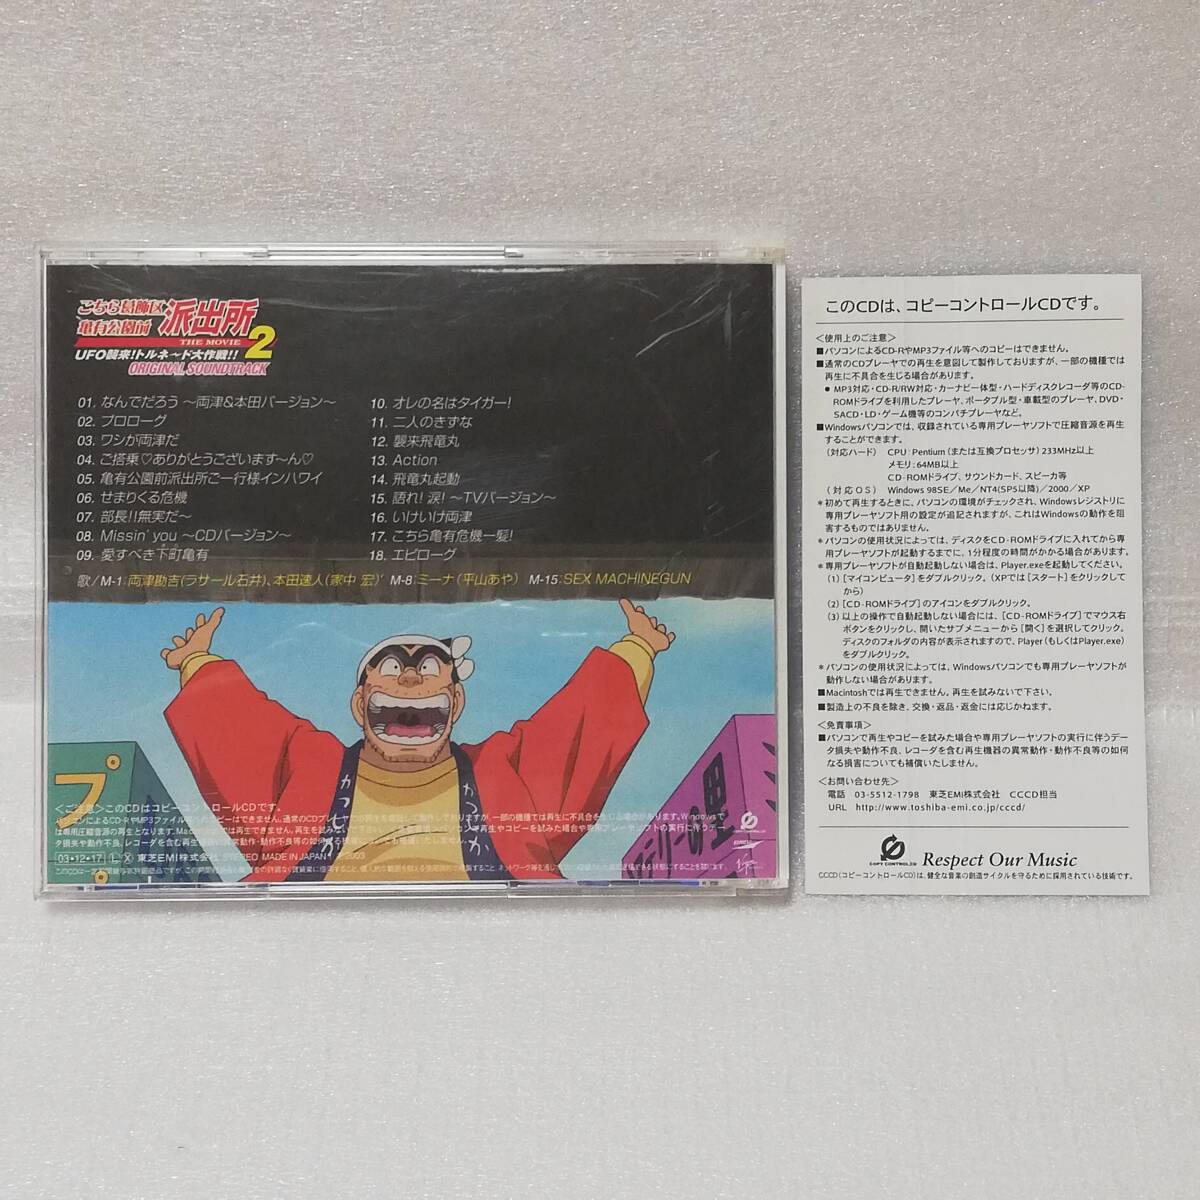 こちら葛飾区
亀有公園前
派出所
THE MOVIE
2
UFO襲来!トルネ〜ド大作戦!!
ORIGINAL SOUNDTRACK
01. なんでだろう 〜両津&本田バージョン〜
02. プロローグ
03. ワシが両津だ
04. ご搭乗♡ありがとうございます〜ん♡
05. 亀有公園前派出所ご一行様インハワイ
06. せまりくる危機
07. 部長!!無実だ〜
08. Missin' you 〜CDバージョン〜
09. 愛すべき下町亀有
10. オレの名はタイガー!
11. 二人のきずな
12. 襲来飛竜丸
13. Action
14. 飛竜丸起動
15. 語れ! 涙! 〜TVバージョン〜
16. いけいけ両津
17. こちら亀有危機一髪!
18. エピローグ
歌/M-1:両津勘吉(ラサール石井)、本田速人(家中 宏) M-8:ミーナ(平山あや) M-15:SEX MACHINEGUN
かつしか
かつしか
プ
の里
<ご注意>このCDはコピーコントロールCDです。
03・12・17 L X 東芝EMI株式会社 STEREO MADE IN JAPAN 2003
このCDは、コピーコントロールCDです。
<使用上のご注意>
■パソコンによるCD-RやMP3ファイル等へのコピーはできません。
■通常のCDプレーヤでの再生を意図して製作しておりますが、一部の機種では
再生に不具合を生じる場合があります。
● MP3対応・CD-R/RW対応・カーナビ一体型・ハードディスクレコーダ等のCD-
ROMドライブを利用したプレーヤ、ポータブル型・車載型のプレーヤ、DVD・
SACD・LD・ゲーム機等のコンパチプレーヤなど。
■Windowsパソコンでは、収録されている専用プレーヤソフトで圧縮音源を再生
することができます。
(対応ハード) CPU:Pentium(または互換プロセッサ)233MHz以上
メモリ:64MB以上
CD-ROMドライブ、サウンドカード、スピーカ等
(対応OS) Windows 98SE/Me/NT4(SP5以降)/2000/XP
*初めて再生するときに、パソコンの環境がチェックされ、Windowsレジストリに
専用プレーヤソフト用の設定が追記されますが、これはWindowsの動作を阻
害するものではありません。
*パソコンの使用状況によっては、ディスクをCD-ROMドライブに入れてから専
用プレーヤソフトが起動するまでに、1分程度の時間がかかる場合があります。
*専用プレーヤソフトが自動起動しない場合は、Player.exeを起動してください。
(1)[マイコンピュータ]をダブルクリック。(XPでは[スタート]をクリックして
から)
(2)[CD-ROMドライブ]のアイコンをダブルクリック。
(3)以上の操作で自動起動しない場合には、[CD-ROMドライブ]でマウス右
ボタンをクリックし、開いたサブメニューから[開く]を選択してクリック。
ディスクのフォルダの内容が表示されますので、Player(もしくはPlayer.exe)
をダブルクリック。
*パソコンの使用状況によっては、Windowsパソコンでも専用プレーヤソフトが
動作しない場合があります。
■Macintoshでは再生できません。再生を試みないで下さい。
■製造上の不良を除き、交換・返品・返金には応じかねます。
<免責事項>
■パソコンで再生やコピーを試みた場合や専用プレーヤソフトの実行に伴うデー
タ損失や動作不良、レコーダを含む再生機器の異常動作・動作不良等の如何
なる損害についても補償いたしません。
<お問い合わせ先>
電話 03-5512-1798 東芝EMI株式会社 CCCD担当
URL http://www.toshiba-emi.co.jp/cccd/
COPY CONTROLLED
Respect Our Music
CCCD(コピーコントロールCD)は、健全な音楽の創造サイクルを守るために採用されている技術です。